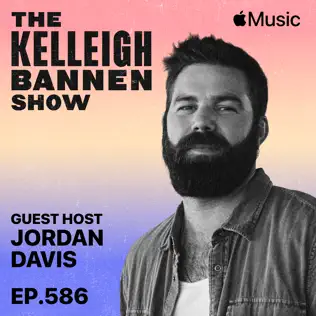 THE
KELLEIGH
BANNEN
SHOW
Music
GUEST HOST
JORDAN
DAVIS
EP.586